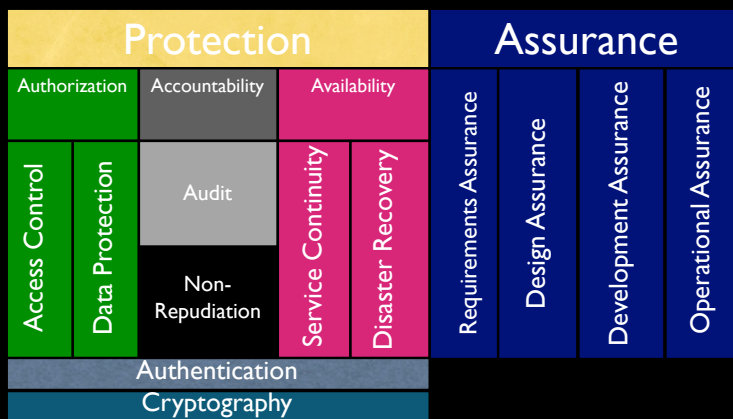 Protection
Assurance
Authorization
Accountability
Availability
Access Control
Data Protection
Audit
Non-
Repudiation
Service Continuity
Disaster Recovery
Requirements Assurance
Design Assurance
Development Assurance
Operational Assurance
Authentication
Cryptography